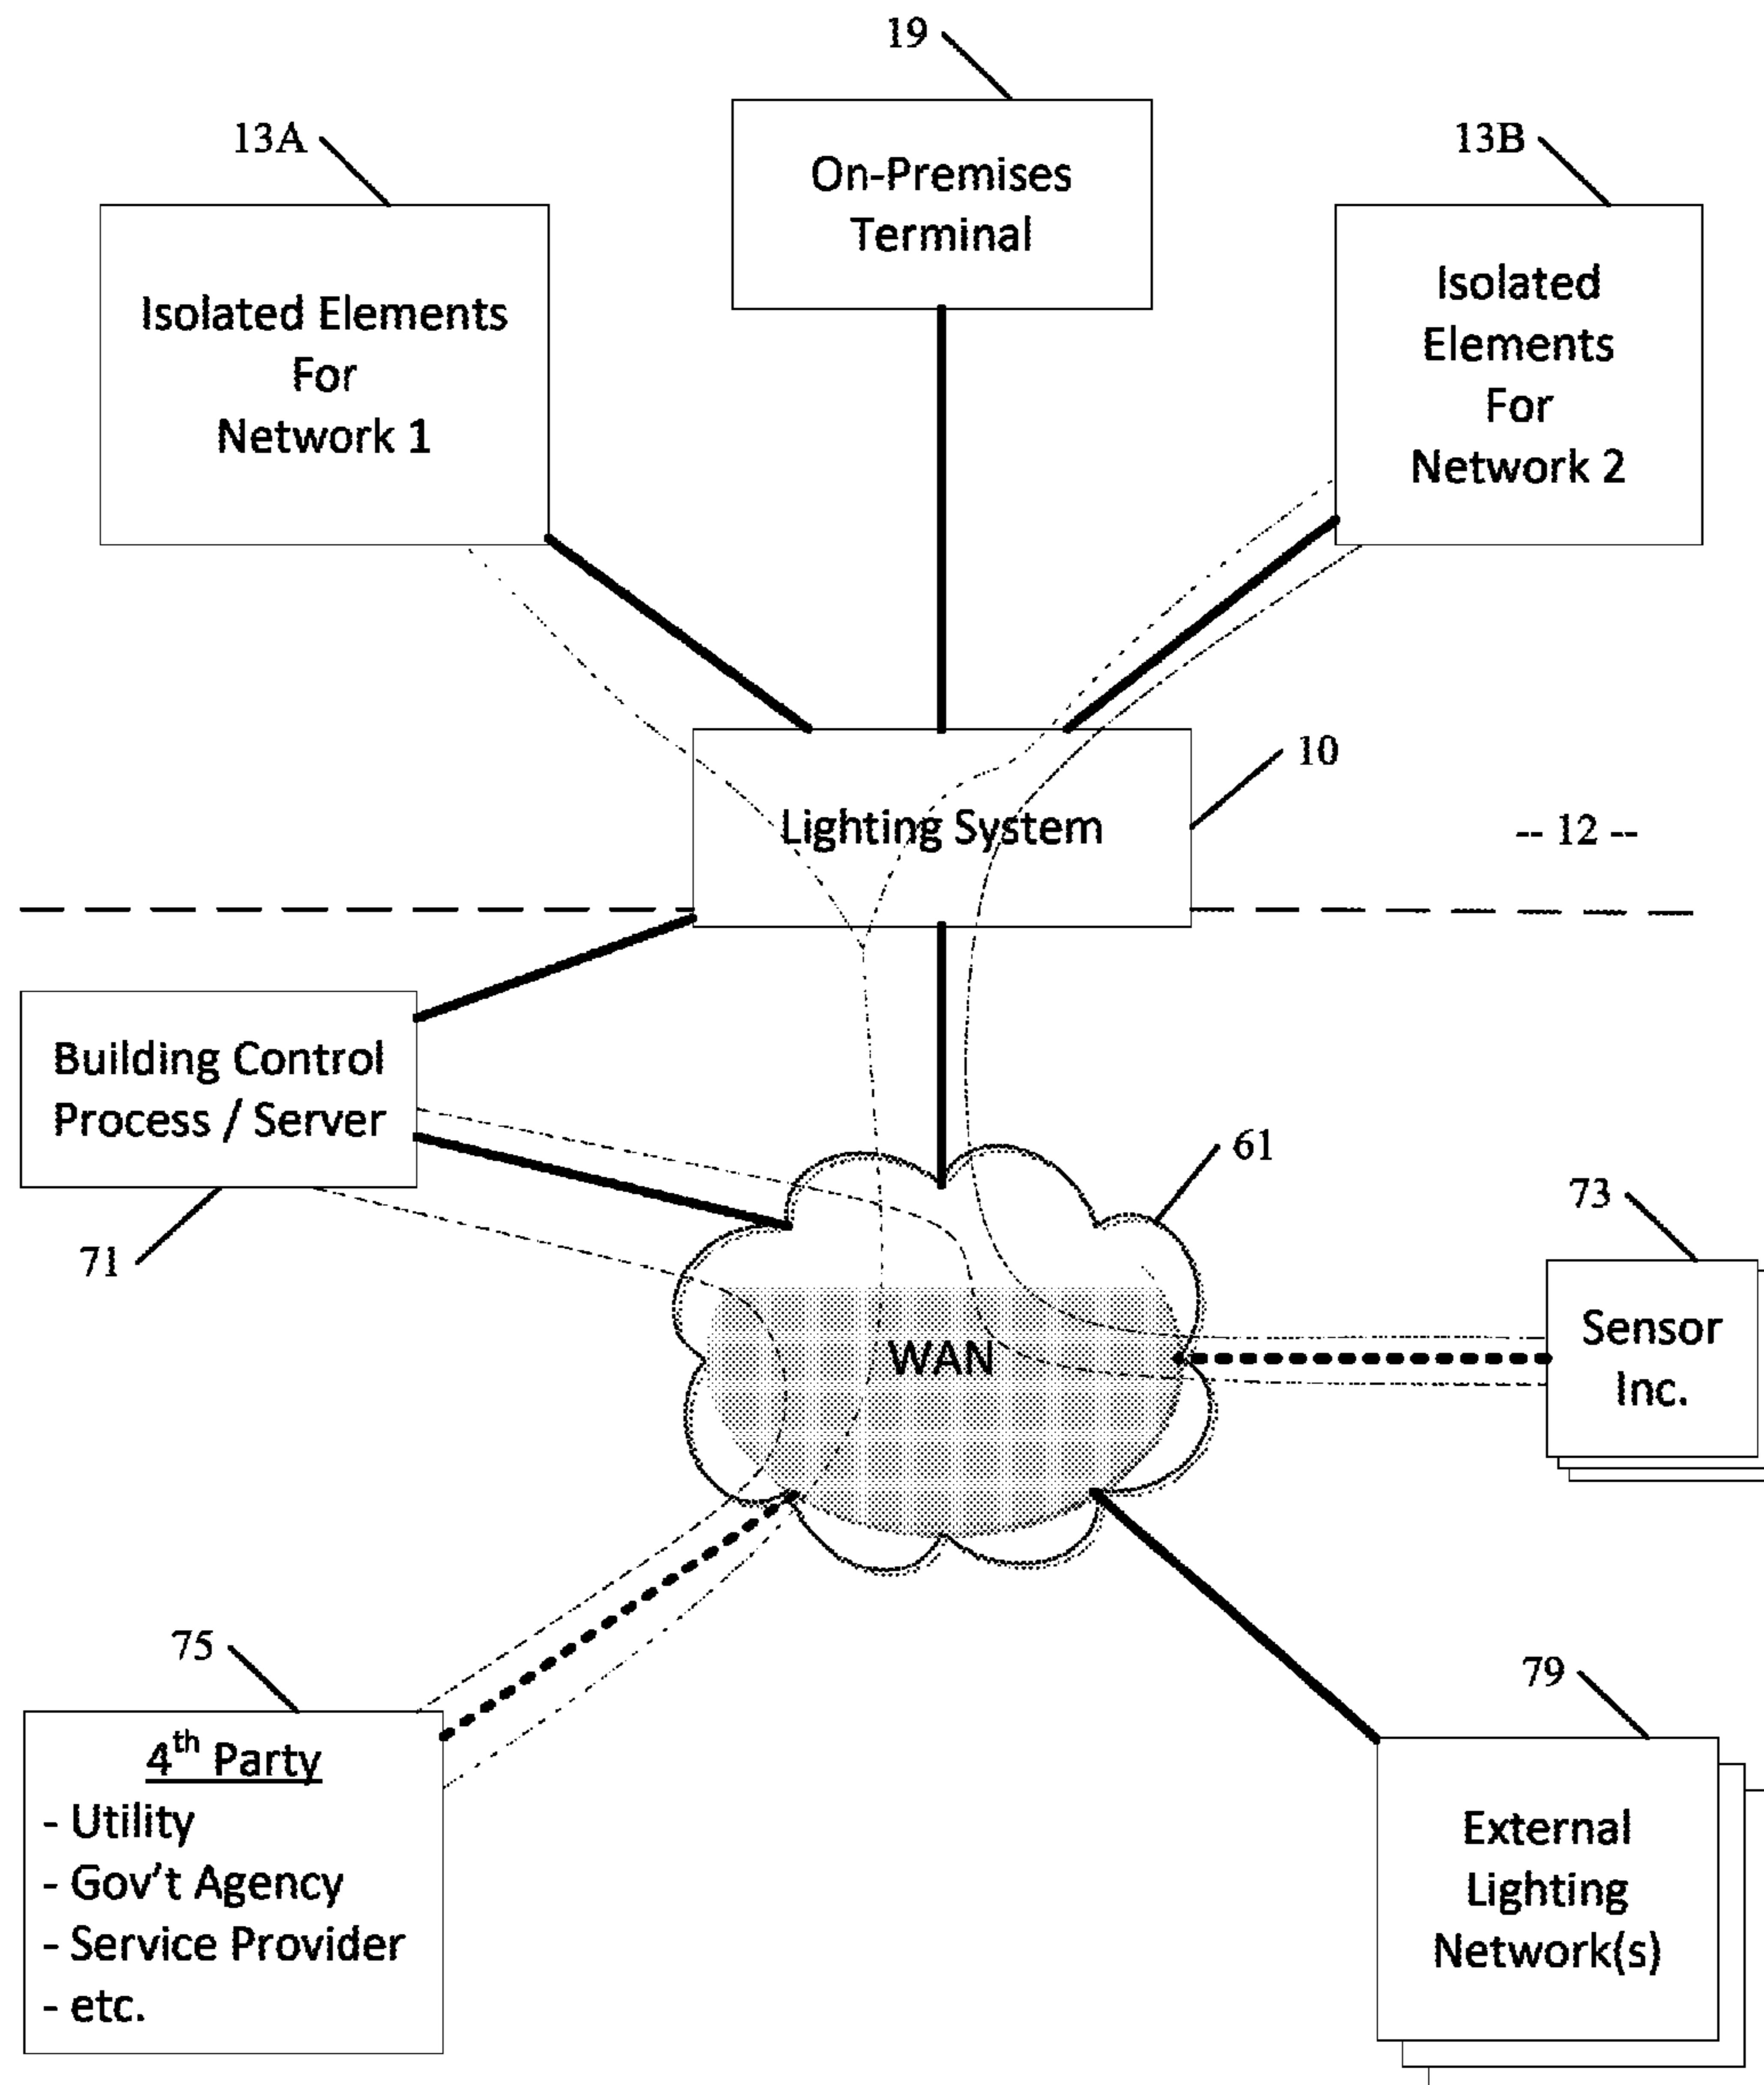 19
13A
13B
On-Premises
Terminal
Isolated Elements
For
Network 1
Isolated
Elements
For
Network 2
10
Lighting System
-- 12 --
Building Control
Process / Server
71
61
73
WAN
Sensor
Inc.
75
4th Party
- Utility
- Gov't Agency
- Service Provider
- etc.
79
External
Lighting
Network(s)